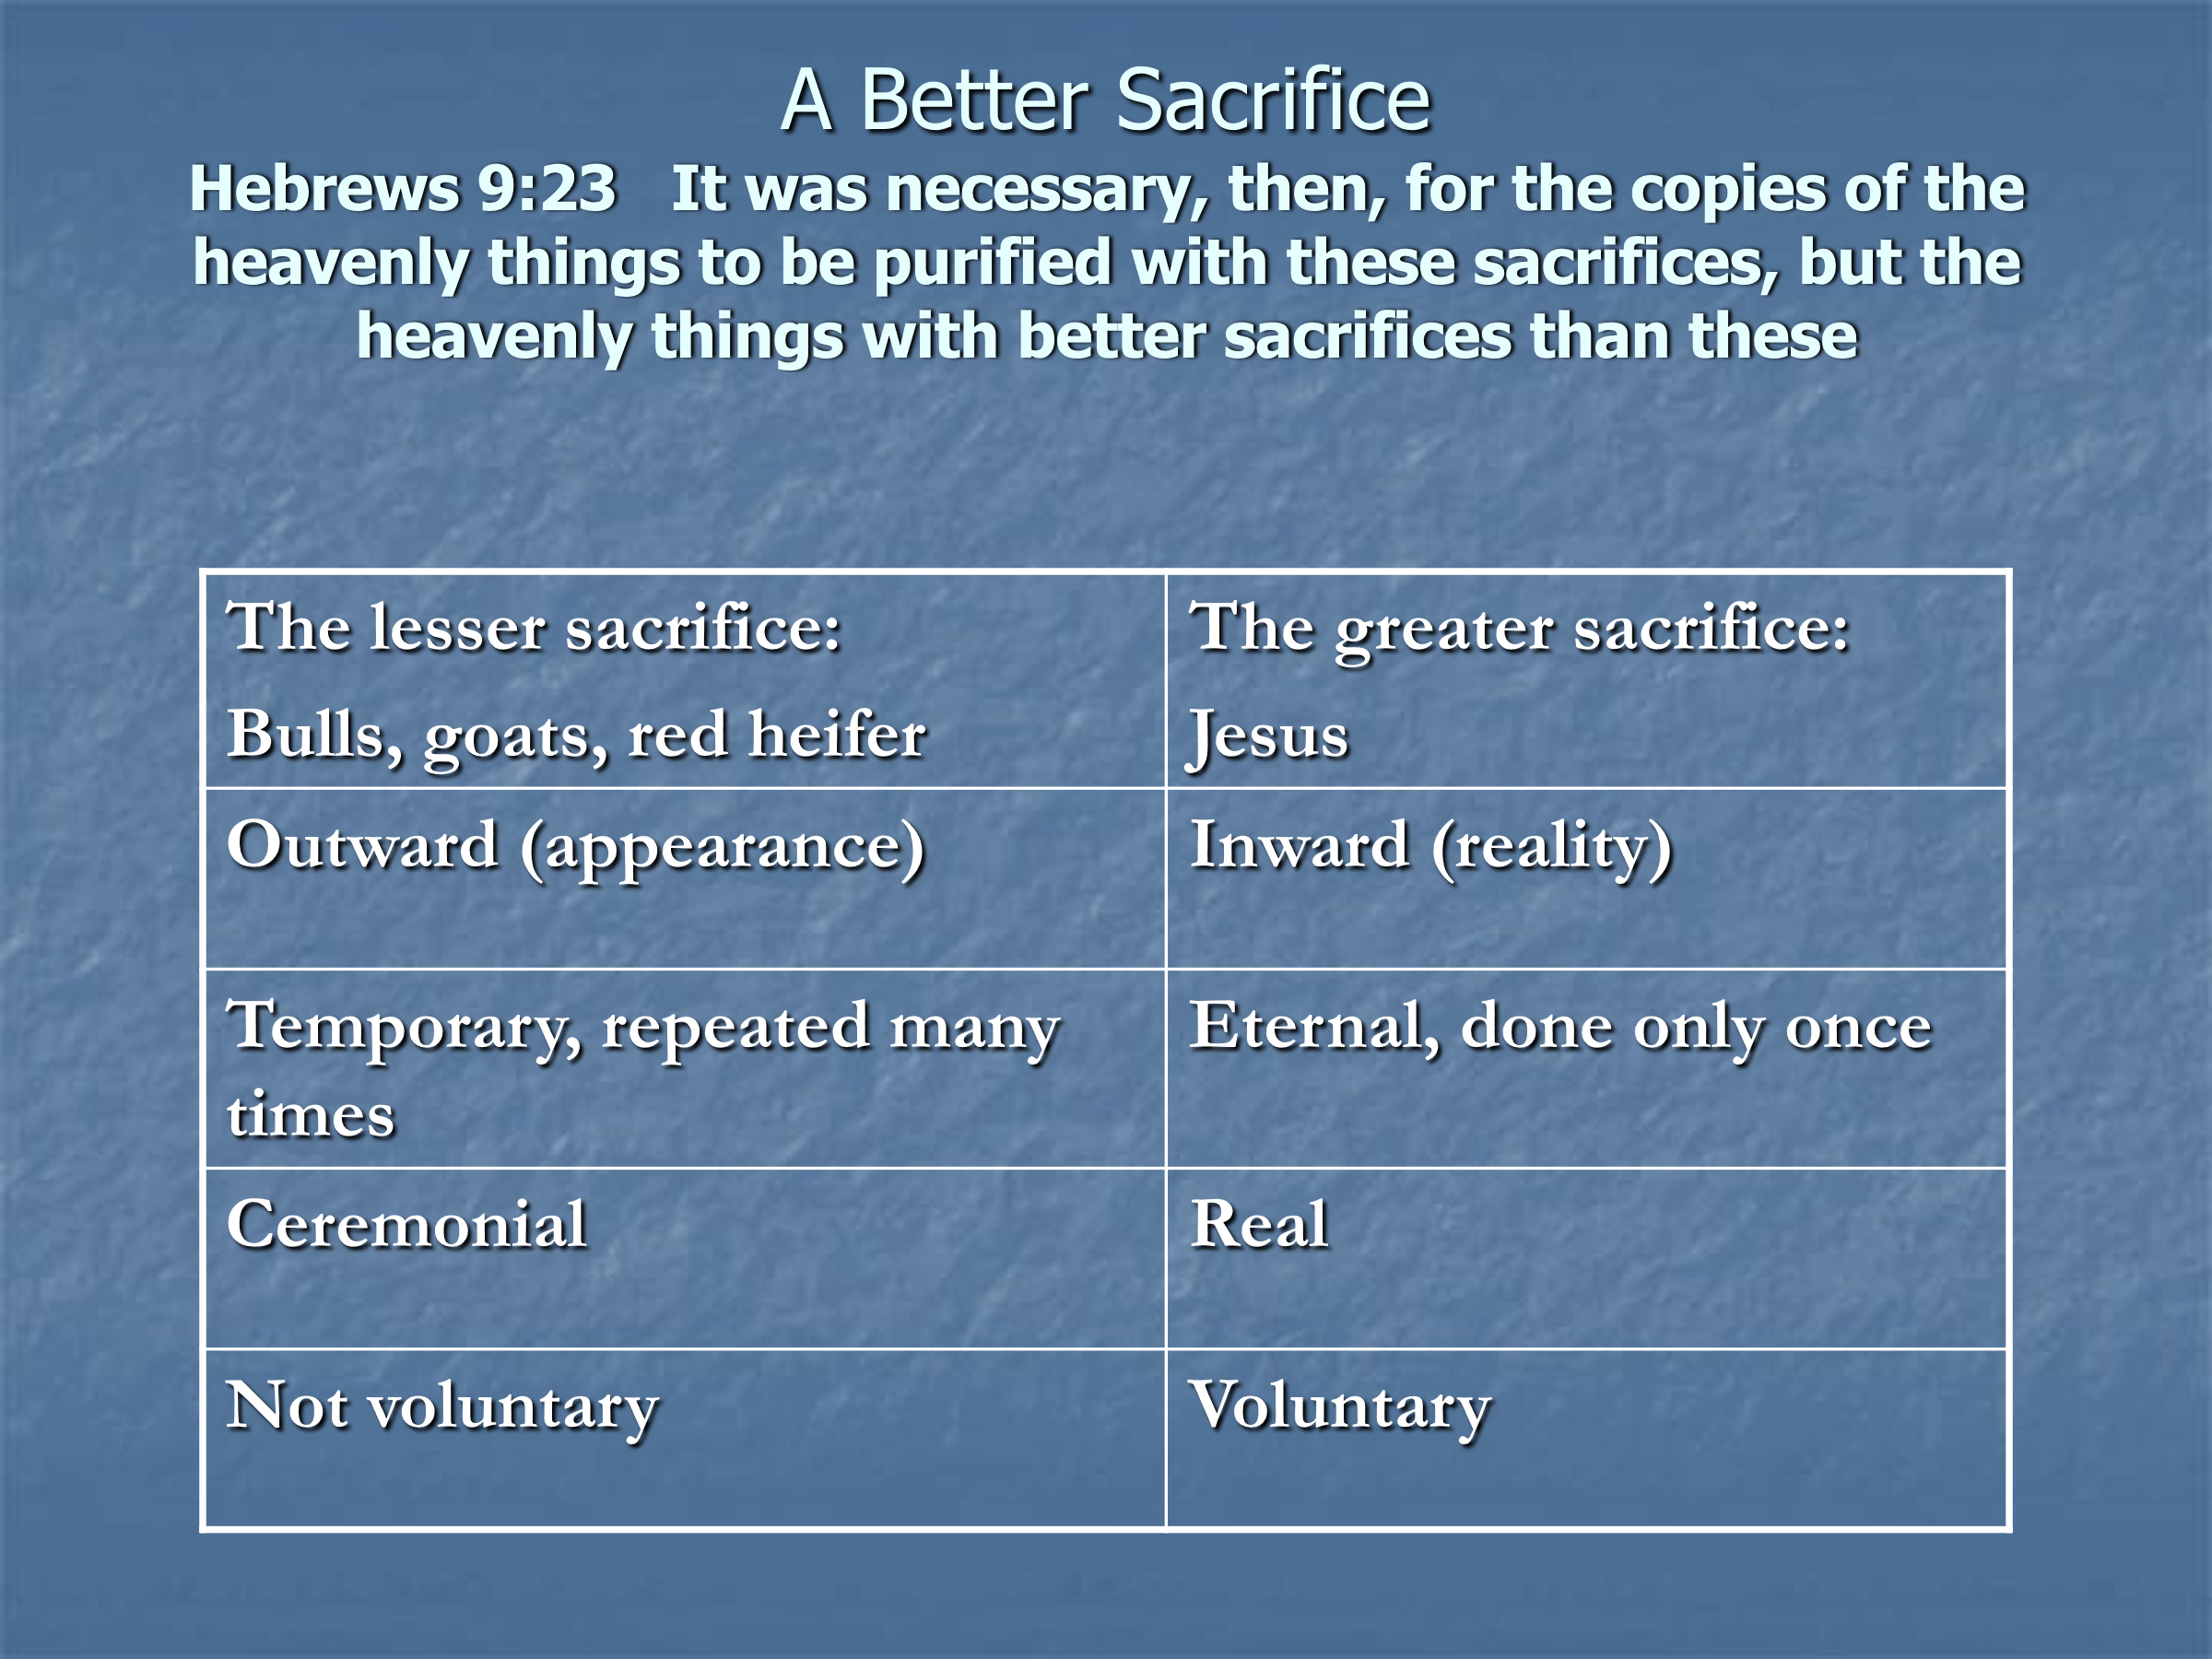 A Better Sacrifice
Hebrews 9:23 It was necessary, then, for the copies of the
heavenly things to be purified with these sacrifices, but the
heavenly things with better sacrifices than these
The lesser sacrifice:
Bulls, goats, red heifer
The greater sacrifice:
Jesus
Outward (appearance)
Inward (reality)
Temporary, repeated many
times
Eternal, done only once
Ceremonial
Real
Not voluntary
Voluntary